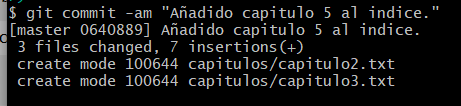 $ git commit -am "Añadido capitulo 5 al indice."
[master 0640889] Añadido capitulo 5 al indice.
3 files changed, 7 insertions(+)
create mode 100644 capitulos/capitulo2.txt
create mode 100644 capitulos/capitulo3.txt